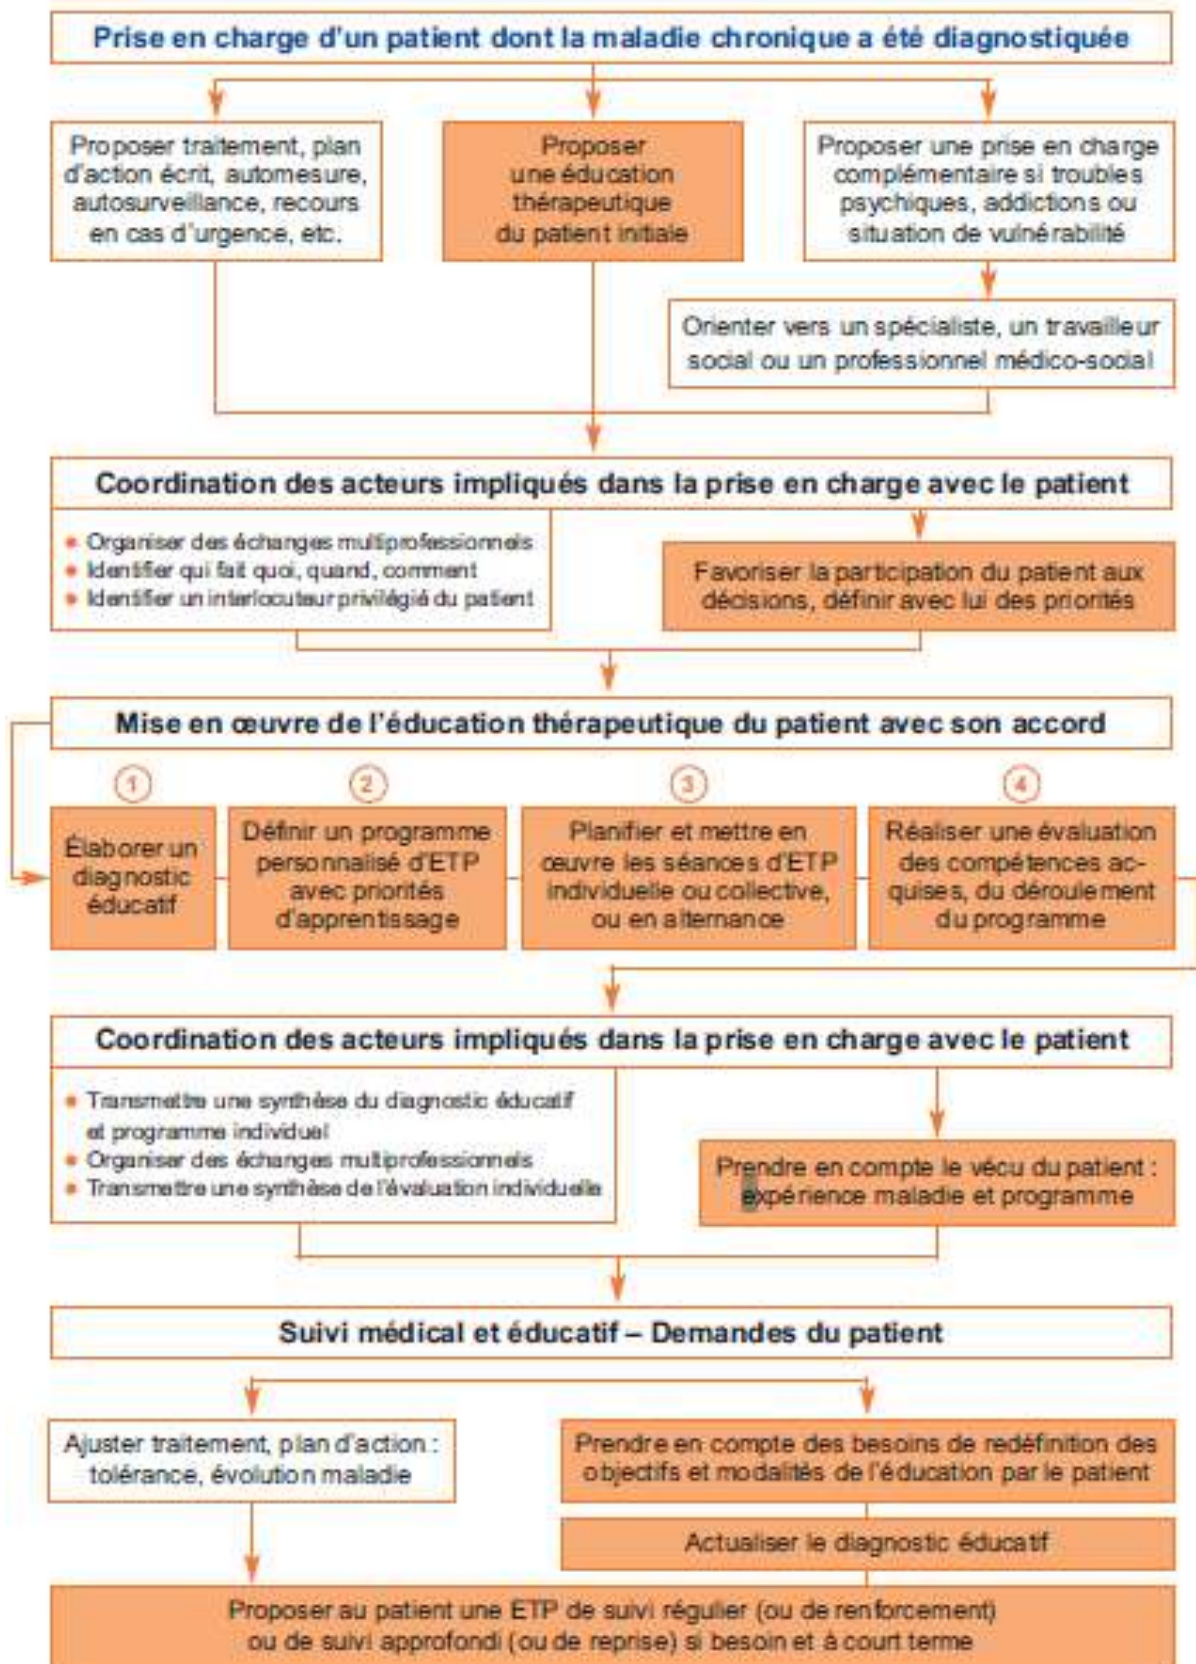 Prise en charge d'un patient dont la maladie chronique a été diagnostiquée
Proposer traitement, plan
d'action écrit, automesure,
autosurveillance, recours
en cas d'urgence, etc.
Proposer
une éducation
thérapeutique
du patient initiale
Proposer une prise en charge
complémentaire si troubles
psychiques, addictions ou
situation de vulnérabilité
Orienter vers un spécialiste, un travailleur
social ou un professionnel médico-social
Coordination des acteurs impliqués dans la prise en charge avec le patient
• Organiser des échanges multiprofessionnels
• Identifier qui fait quoi, quand, comment
• Identifier un interlocuteur privilégié du patient
Favoriser la participation du patient aux
décisions, définir avec lui des priorités
Mise en œuvre de l'éducation thérapeutique du patient avec son accord
1
Élaborer un
diagnostic
éducatif
2
Définir un programme
personnalisé d'ETP
avec priorités
d'apprentissage
3
Planifier et mettre en
œuvre les séances d'ETP
individuelle ou collective,
ou en alternance
4
Réaliser une évaluation
des compétences ac-
quises, du déroulement
du programme
Coordination des acteurs impliqués dans la prise en charge avec le patient
• Transmettre une synthèse du diagnostic éducatif
et programme individuel
• Organiser des échanges multiprofessionnels
• Transmettre une synthèse de l'évaluation individuelle
Prendre en compte le vécu du patient :
expérience maladie et programme
Suivi médical et éducatif – Demandes du patient
Ajuster traitement, plan d'action :
tolérance, évolution maladie
Prendre en compte des besoins de redéfinition des
objectifs et modalités de l'éducation par le patient
Actualiser le diagnostic éducatif
Proposer au patient une ETP de suivi régulier (ou de renforcement)
ou de suivi approfondi (ou de reprise) si besoin et à court terme